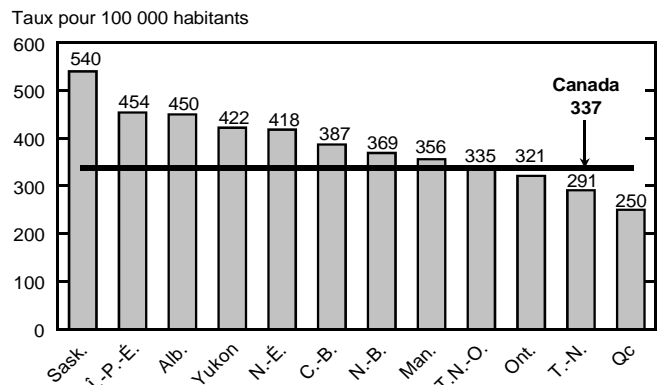 Taux pour 100 000 habitants
600
500
400
300
200
100
0
540
454
450
422
418
387
369
356
335
321
291
250
Canada
337
Sask.
Î.-P.-É.
Alb.
Yukon
N.-É.
C.-B.
N.-B.
Man.
T.N.-O.
Ont.
T.-N.
Qc